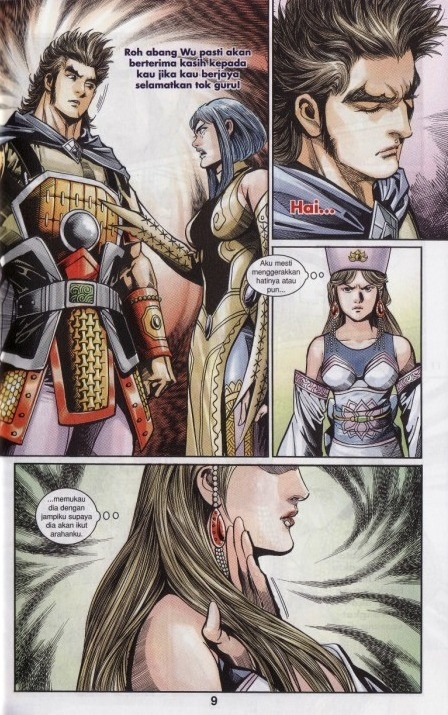 Roh abang Wu pasti akan
berterima kasih kepada
kau jika kau berjaya
selamatkan tok guru!
Hai...
Aku mesti
menggerakkan
hatinya atau
pun...
...memukau
dia dengan
jampiku supaya
dia akan ikut
arahanku.
9